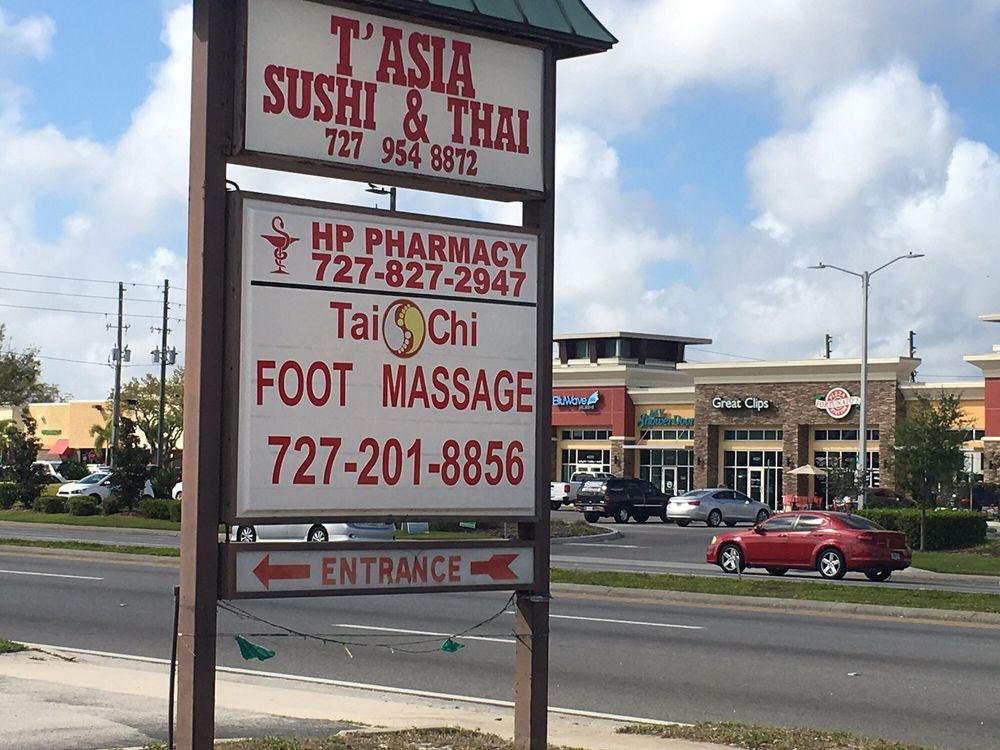 T'ASIA
SUSHI & THAI
727 954 8872
HP PHARMACY
727-827-2947
Tai Chi
FOOT MASSAGE
727-201-8856
ENTRANCE
BluWave
Great Clips
FORTUNATO'S